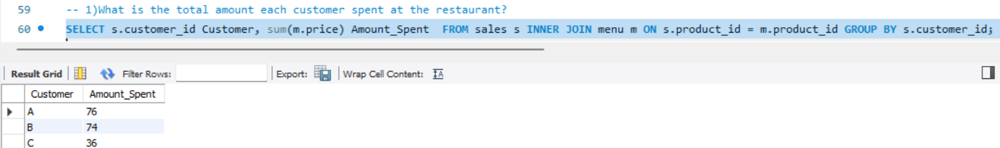 59 -- 1)What is the total amount each customer spent at the restaurant?
60 SELECT s.customer_id Customer, sum(m.price) Amount_Spent  FROM sales s INNER JOIN menu m ON s.product_id = m.product_id GROUP BY s.customer_id;
Result Grid Filter Rows: Export: Wrap Cell Content: IA
Customer Amount_Spent
A 76
B 74
C 36